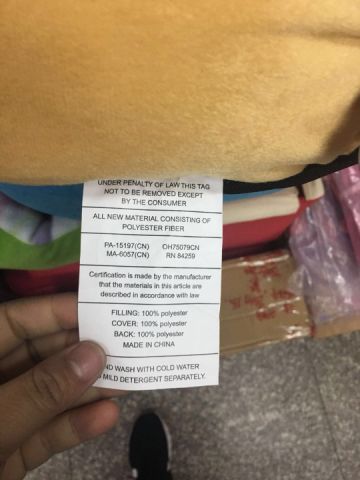 UNDER PENALTY OF LAW THIS TAG
NOT TO BE REMOVED EXCEPT
BY THE CONSUMER
ALL NEW MATERIAL CONSISTING OF
POLYESTER FIBER
PA-15197(CN) OH75079CN
MA-6057(CN) RN 84259
Certification is made by the manufacturer
that the materials in this article are
described in accordance with law
FILLING: 100% polyester
COVER: 100% polyester
BACK: 100% polyester
MADE IN CHINA
ND WASH WITH COLD WATER
MILD DETERGENT SEPARATELY.